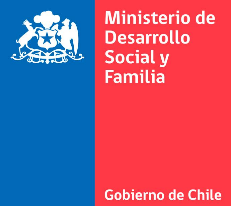 Ministerio de
Desarrollo
Social y
Familia
Gobierno de Chile